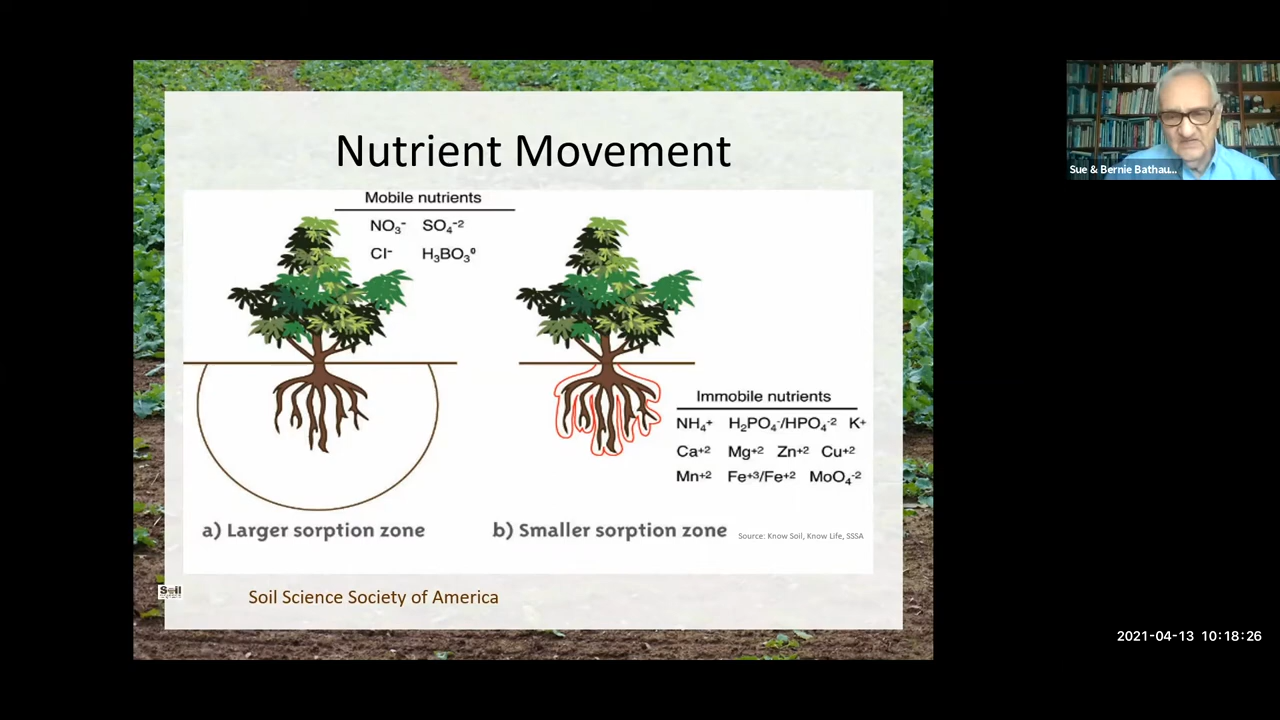 Nutrient Movement
Mobile nutrients
NO₃⁻ SO₄⁻²
Cl⁻ H₃BO₃⁰
Immobile nutrients
NH₄⁺ H₂PO₄⁻/HPO₄⁻² K⁺
Ca⁺² Mg⁺² Zn⁺² Cu⁺²
Mn⁺² Fe⁺³/Fe⁺² MoO₄⁻²
a) Larger sorption zone
b) Smaller sorption zone
Source: Know Soil, Know Life, SSSA
Soil
Soil Science Society of America
Sue & Bernie Bathau...
2021-04-13 10:18:26